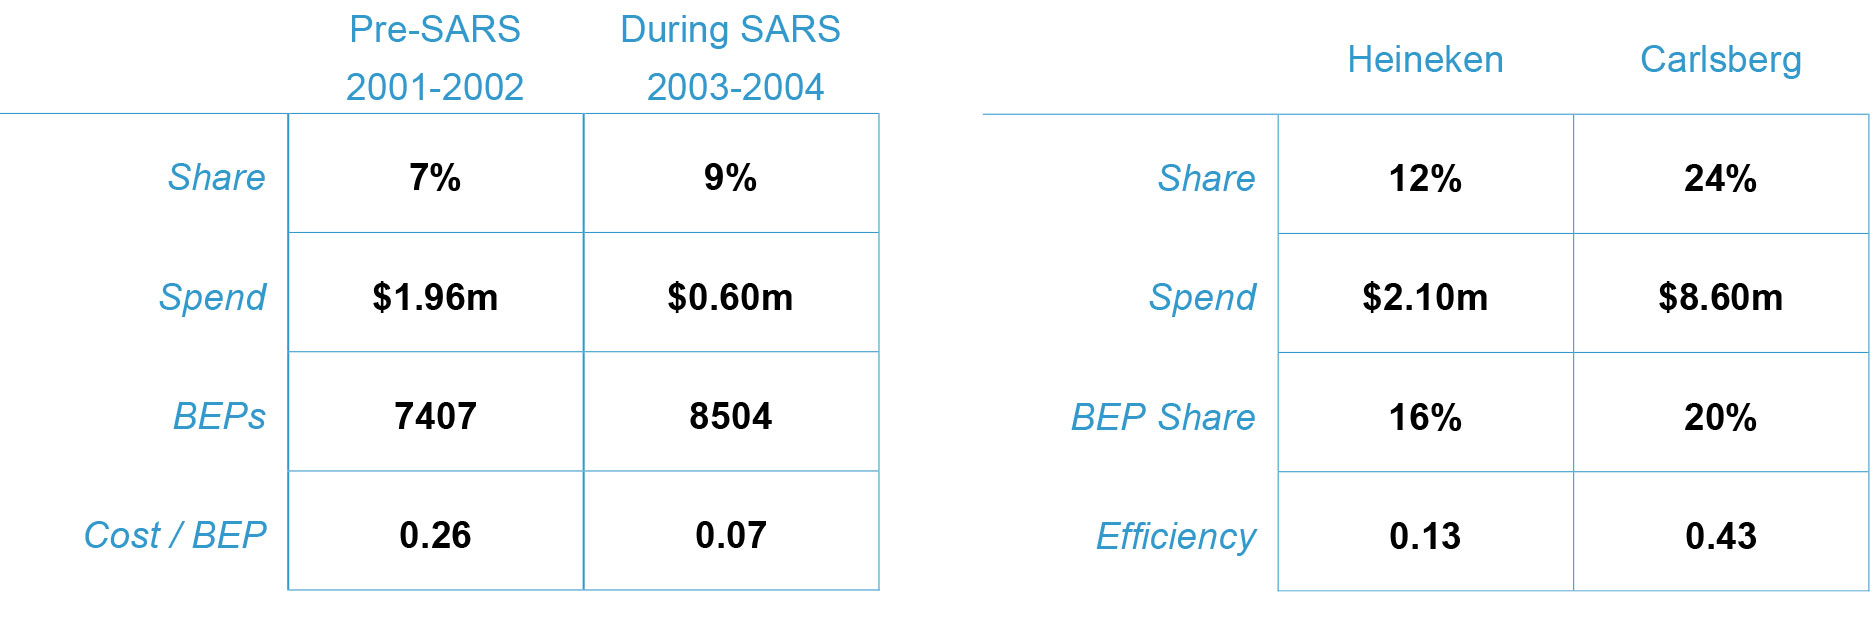 Pre-SARS During SARS
2001-2002 2003-2004
Share 7% 9%
Spend $1.96m $0.60m
BEPs 7407 8504
Cost / BEP 0.26 0.07
Heineken Carlsberg
Share 12% 24%
Spend $2.10m $8.60m
BEP Share 16% 20%
Efficiency 0.13 0.43